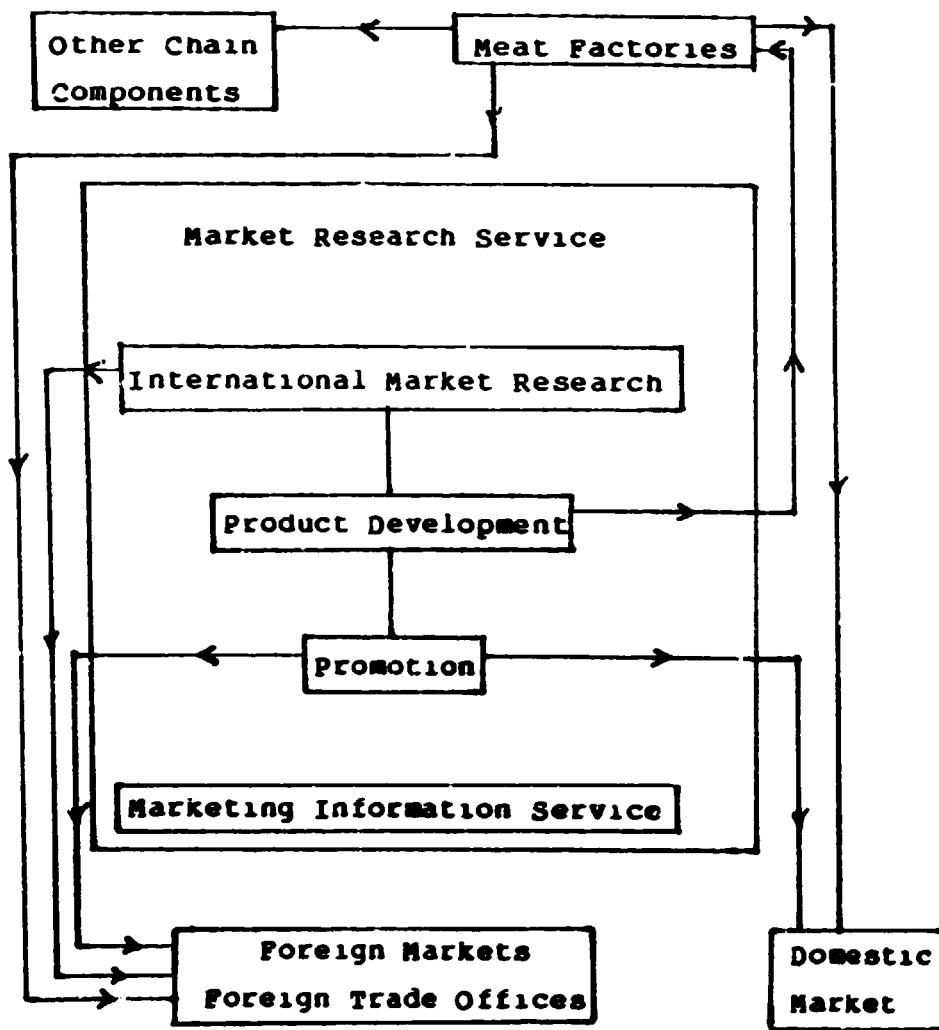 Other Chain
Components
Meat Factories
Market Research Service
International Market Research
Product Development
Promotion
Marketing Information Service
Foreign Markets
Foreign Trade Offices
Domestic
Market